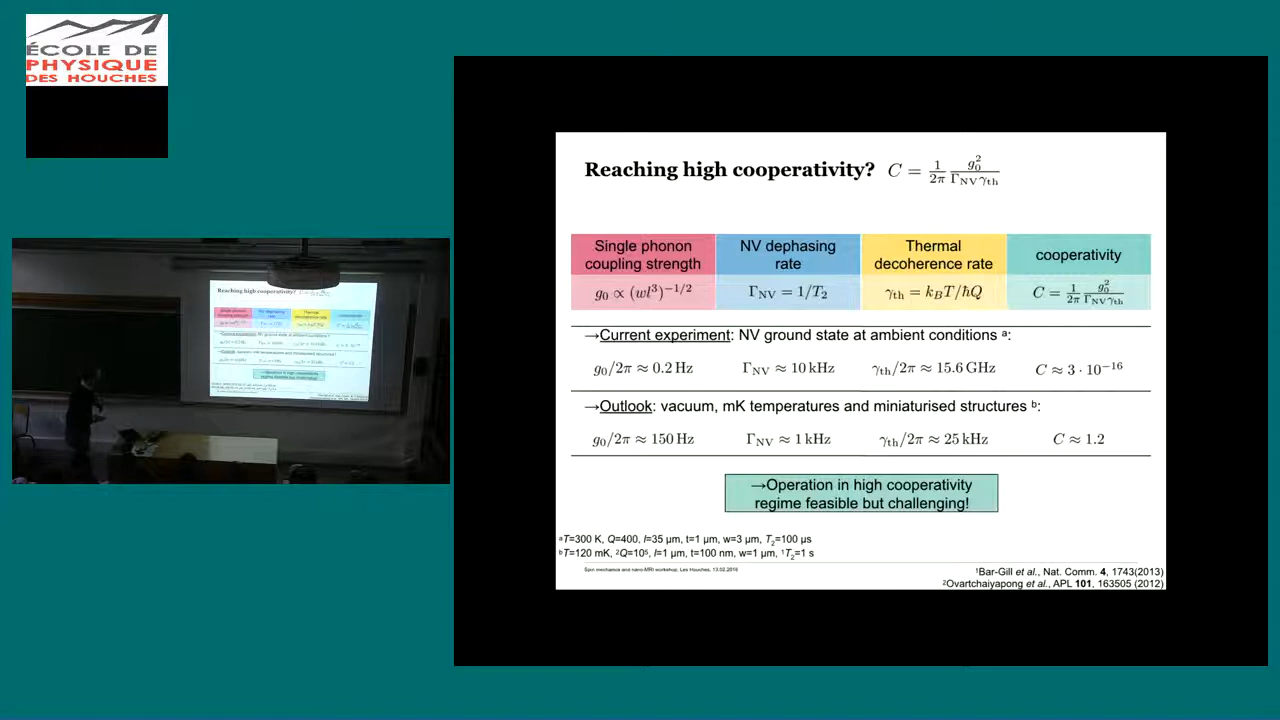 ÉCOLE DE
PHYSIQUE
DES HOUCHES
Reaching high cooperativity? C = 1/2π g₀²/Γ_NV γ_th
Single phonon coupling strength
NV dephasing rate
Thermal decoherence rate
cooperativity
g₀ ∝ (wl³)^−1/2
Γ_NV = 1/T₂
γ_th = k_BT/ħQ
C = 1/2π g₀²/Γ_NVγ_th
→Current experiment: NV ground state at ambient conditions ᵃ:
g₀/2π ≈ 0.2 Hz
Γ_NV ≈ 10 kHz
γ_th/2π ≈ 15.6 GHz
C ≈ 3 · 10⁻¹⁶
→Outlook: vacuum, mK temperatures and miniaturised structures ᵇ:
g₀/2π ≈ 150 Hz
Γ_NV ≈ 1 kHz
γ_th/2π ≈ 25 kHz
C ≈ 1.2
→Operation in high cooperativity
regime feasible but challenging!
ᵃT=300 K, Q=400, l=35 μm, t=1 μm, w=3 μm, T₂=100 μs
ᵇT=120 mK, ²Q=10⁵, l=1 μm, t=100 nm, w=1 μm, ¹T₂=1 s
Spin mechanics and nano-MRI workshop, Les Houches, 13.02.2016
¹Bar-Gill et al., Nat. Comm. 4, 1743(2013)
²Ovartchaiyapong et al., APL 101, 163505 (2012)